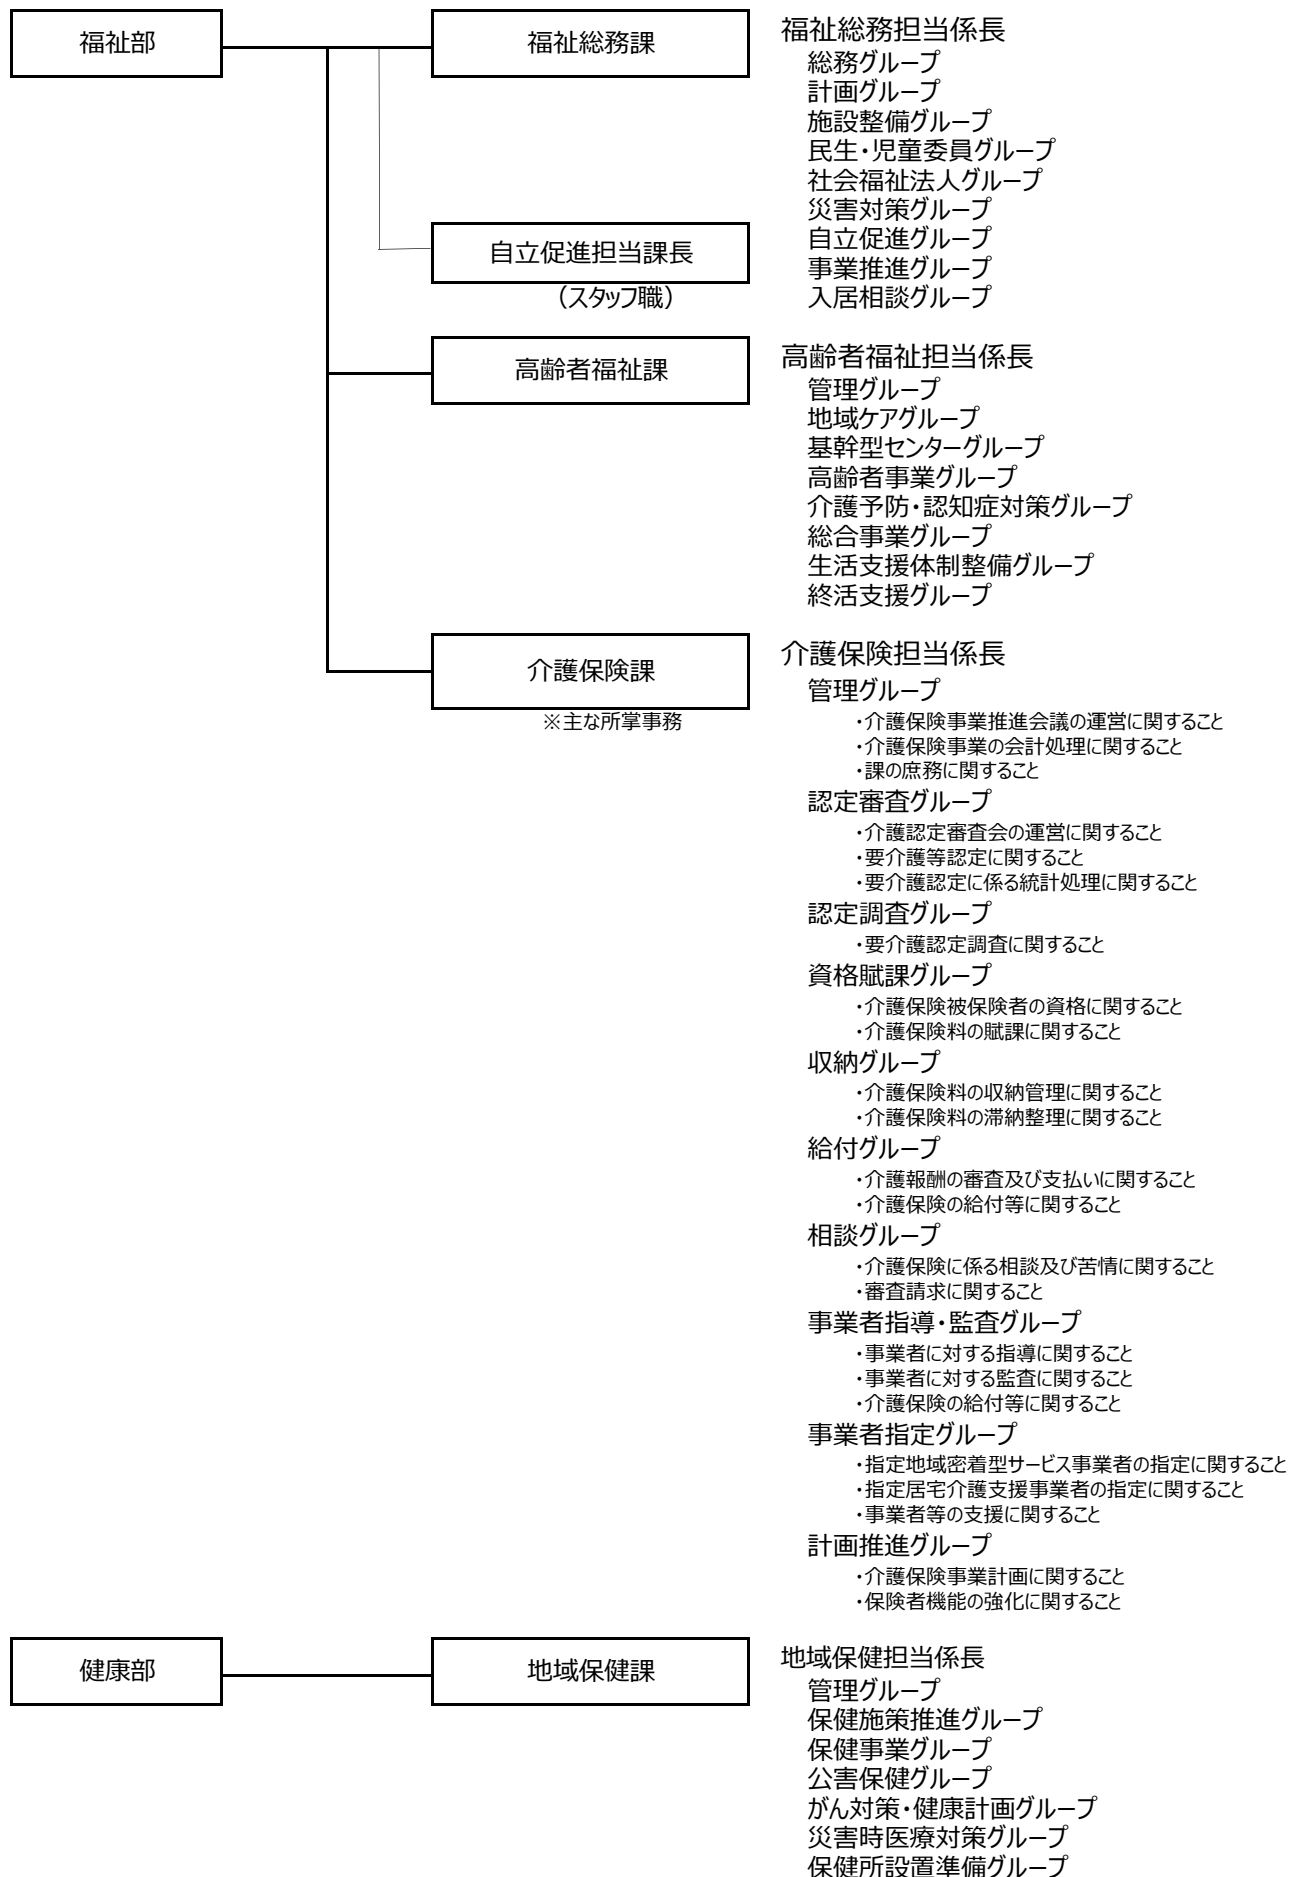 福祉部
福祉総務課
福祉総務担当係長
総務グループ
計画グループ
施設整備グループ
民生・児童委員グループ
社会福祉法人グループ
災害対策グループ
自立促進グループ
事業推進グループ
入居相談グループ
自立促進担当課長
（スタッフ職）
高齢者福祉課
高齢者福祉担当係長
管理グループ
地域ケアグループ
基幹型センターグループ
高齢者事業グループ
介護予防・認知症対策グループ
総合事業グループ
生活支援体制整備グループ
終活支援グループ
介護保険課
※主な所掌事務
介護保険担当係長
管理グループ
・介護保険事業推進会議の運営に関すること
・介護保険事業の会計処理に関すること
・課の庶務に関すること
認定審査グループ
・介護認定審査会の運営に関すること
・要介護等認定に関すること
・要介護認定に係る統計処理に関すること
認定調査グループ
・要介護認定調査に関すること
資格賦課グループ
・介護保険被保険者の資格に関すること
・介護保険料の賦課に関すること
収納グループ
・介護保険料の収納管理に関すること
・介護保険料の滞納整理に関すること
給付グループ
・介護報酬の審査及び支払いに関すること
・介護保険の給付等に関すること
相談グループ
・介護保険に係る相談及び苦情に関すること
・審査請求に関すること
事業者指導・監査グループ
・事業者に対する指導に関すること
・事業者に対する監査に関すること
・介護保険の給付等に関すること
事業者指定グループ
・指定地域密着型サービス事業者の指定に関すること
・指定居宅介護支援事業者の指定に関すること
・事業者等の支援に関すること
計画推進グループ
・介護保険事業計画に関すること
・保険者機能の強化に関すること
健康部
地域保健課
地域保健担当係長
管理グループ
保健施策推進グループ
保健事業グループ
公害保健グループ
がん対策・健康計画グループ
災害時医療対策グループ
保健所設置準備グループ